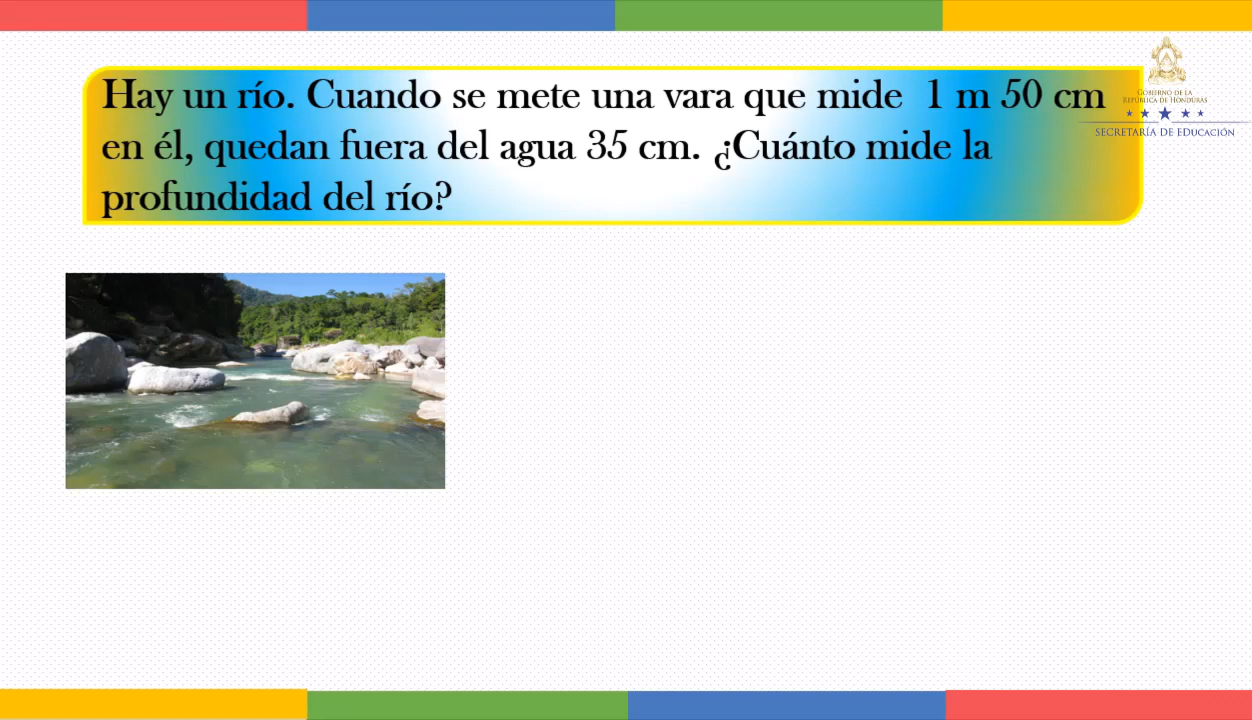 Hay un río. Cuando se mete una vara que mide 1 m 50 cm
en él, quedan fuera del agua 35 cm. ¿Cuánto mide la
profundidad del río?
GOBIERNO DE LA
REPÚBLICA DE HONDURAS
SECRETARÍA DE EDUCACIÓN